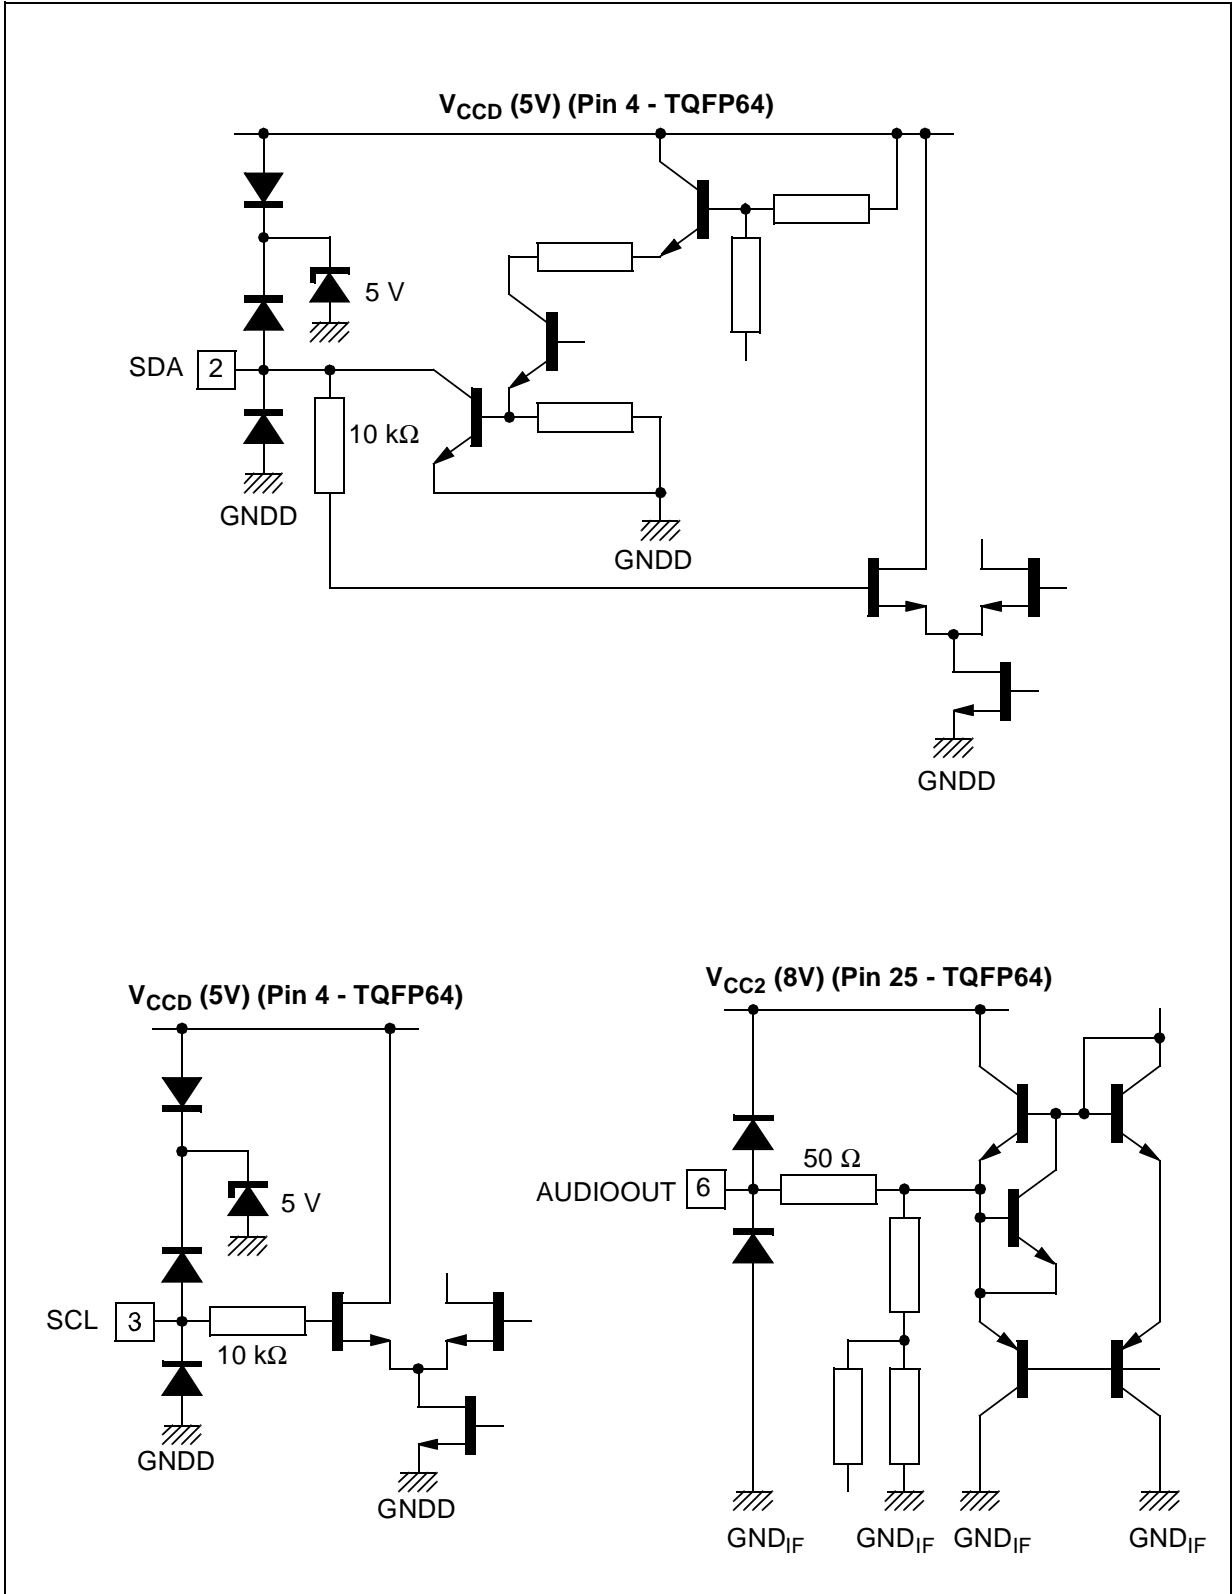 VCCD (5V) (Pin 4 - TQFP64)
5 V
SDA 2
10 kΩ
GNDD
GNDD
GNDD
VCCD (5V) (Pin 4 - TQFP64)
5 V
SCL 3
10 kΩ
GNDD
GNDD
VCC2 (8V) (Pin 25 - TQFP64)
50 Ω
AUDIOOUT 6
GNDIF GNDIF GNDIF GNDIF